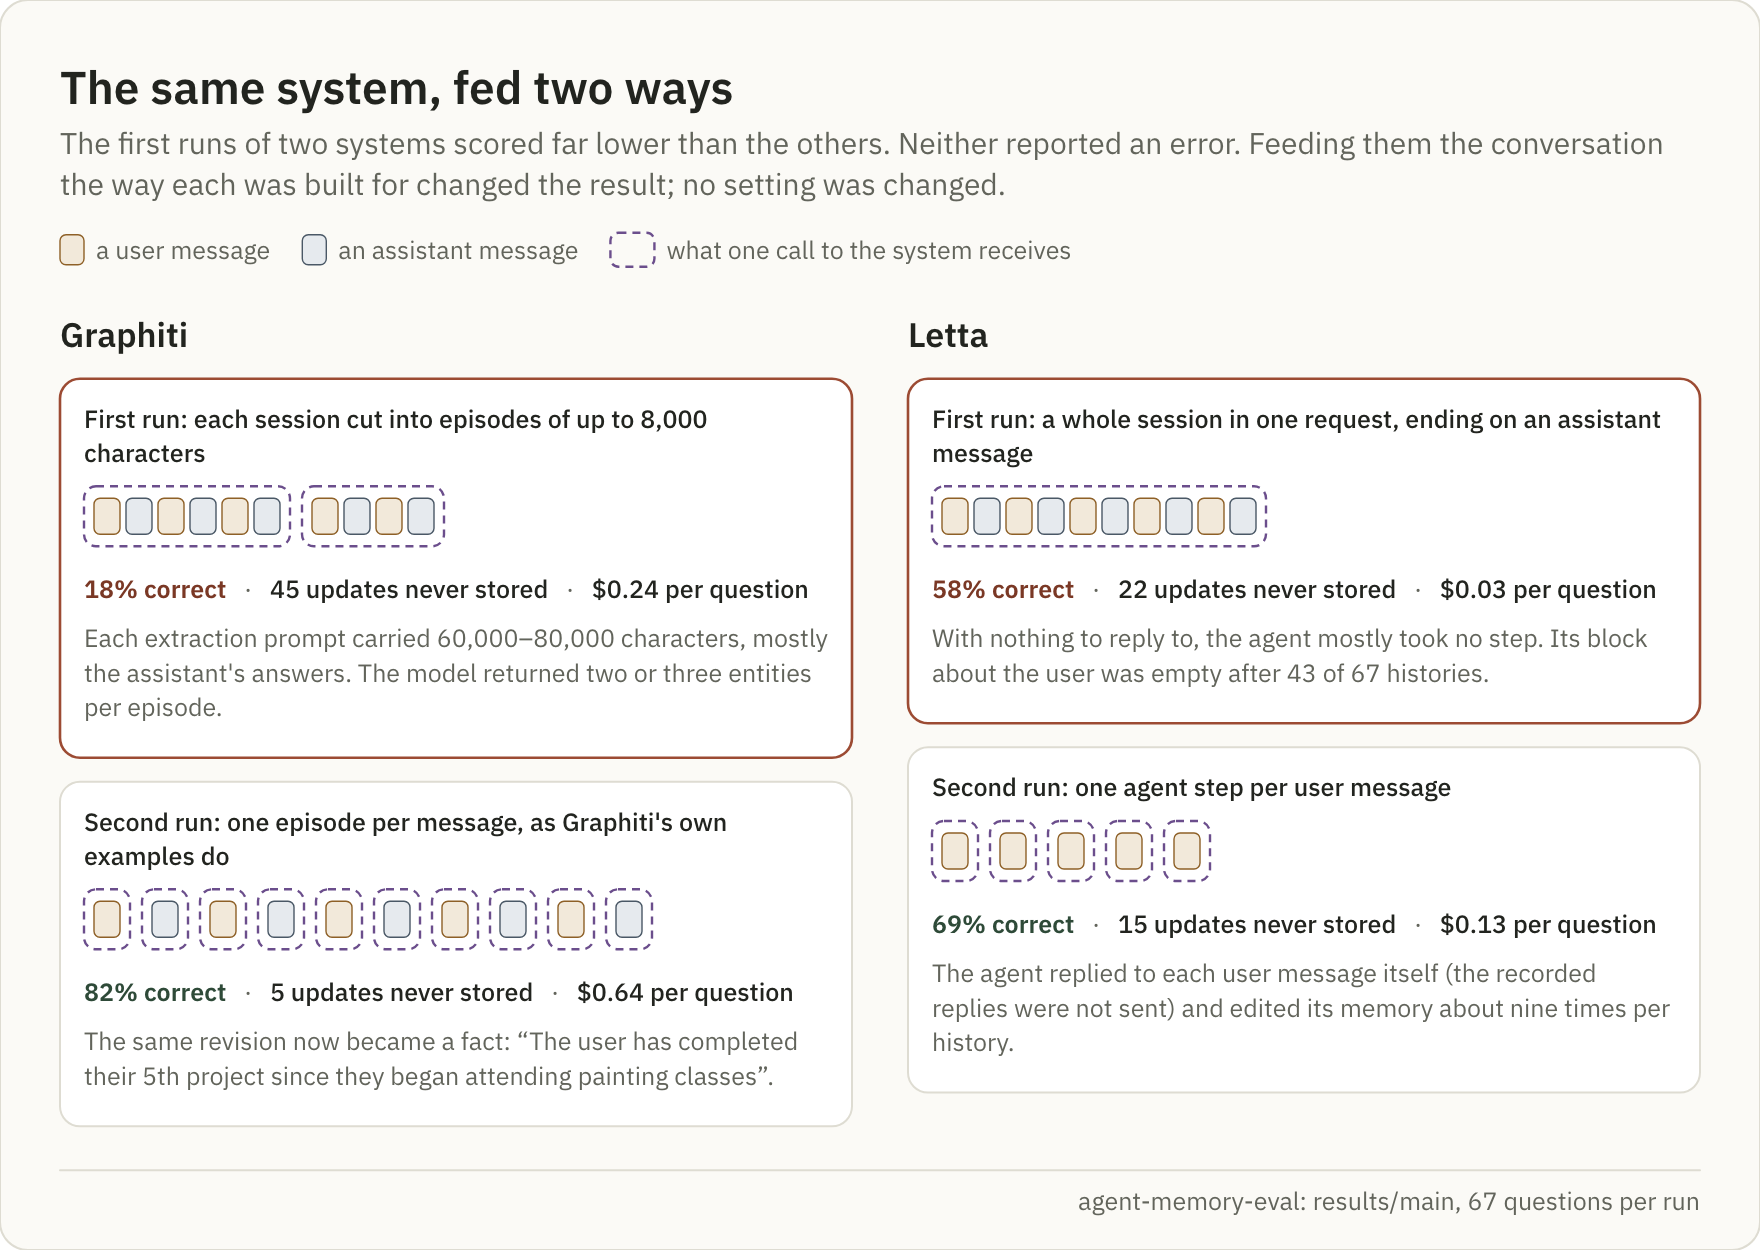 The same system, fed two ways
The first runs of two systems scored far lower than the others. Neither reported an error. Feeding them the conversation
the way each was built for changed the result; no setting was changed.
a user message
an assistant message
what one call to the system receives
Graphiti
First run: each session cut into episodes of up to 8,000
characters
18% correct · 45 updates never stored · $0.24 per question
Each extraction prompt carried 60,000–80,000 characters, mostly
the assistant's answers. The model returned two or three entities
per episode.
Second run: one episode per message, as Graphiti's own
examples do
82% correct · 5 updates never stored · $0.64 per question
The same revision now became a fact: “The user has completed
their 5th project since they began attending painting classes”.
Letta
First run: a whole session in one request, ending on an assistant
message
58% correct · 22 updates never stored · $0.03 per question
With nothing to reply to, the agent mostly took no step. Its block
about the user was empty after 43 of 67 histories.
Second run: one agent step per user message
69% correct · 15 updates never stored · $0.13 per question
The agent replied to each user message itself (the recorded
replies were not sent) and edited its memory about nine times per
history.
agent-memory-eval: results/main, 67 questions per run